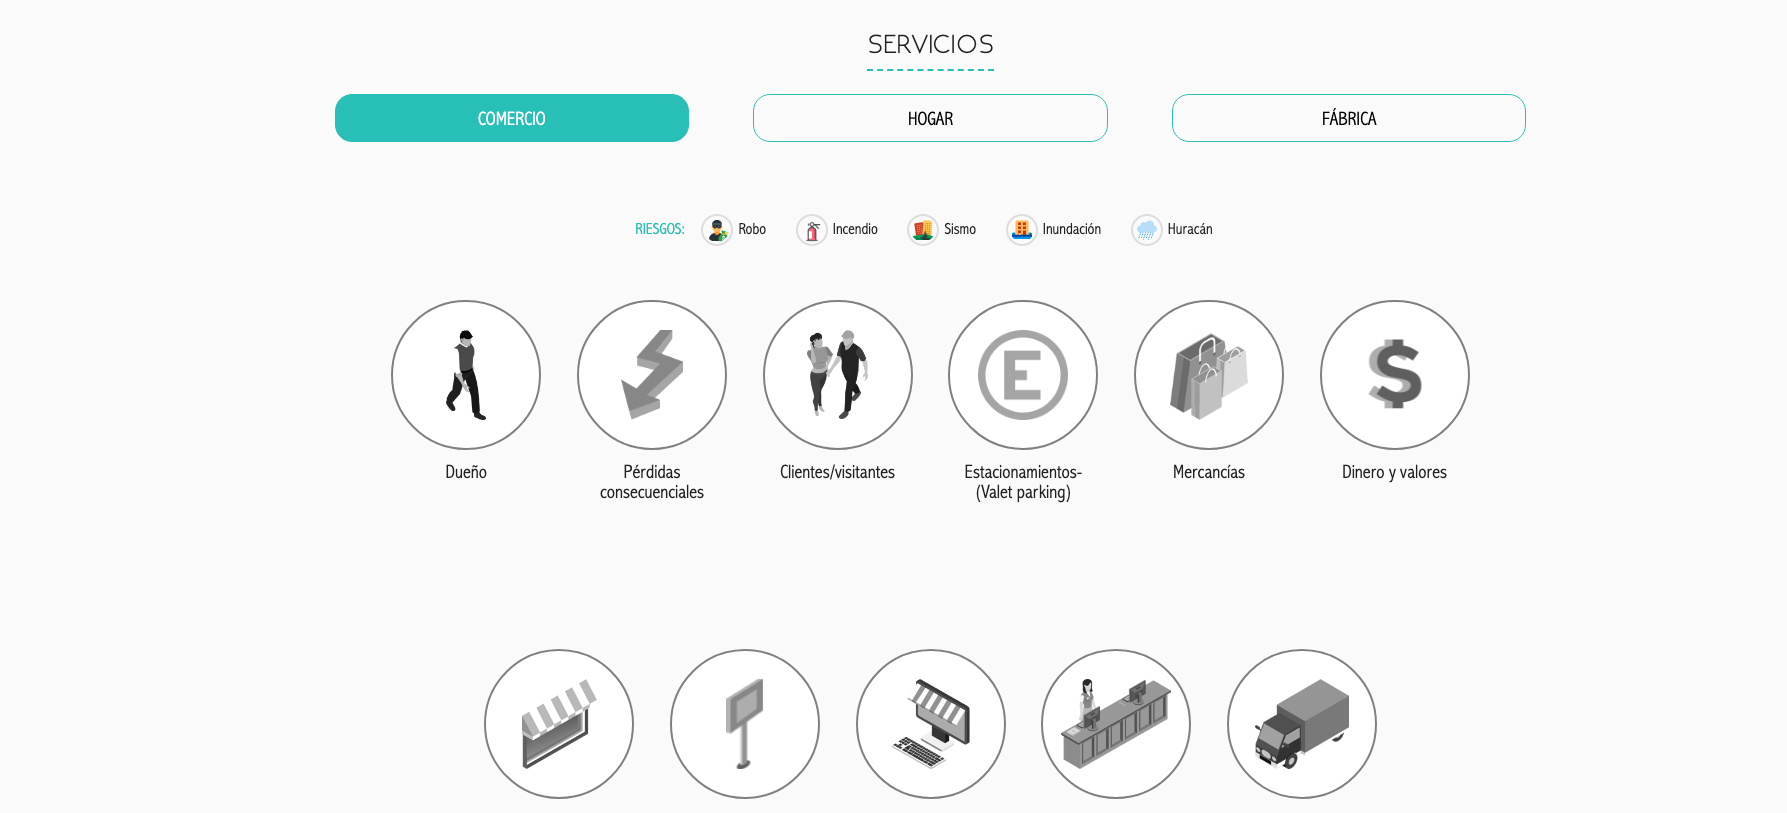 SERVICIOS
COMERCIO
HOGAR
FÁBRICA
RIESGOS:
Robo
Incendio
Sismo
Inundación
Huracán
E
$
Dueño
Pérdidas
consecuenciales
Clientes/visitantes
Estacionamientos-
(Valet parking)
Mercancías
Dinero y valores